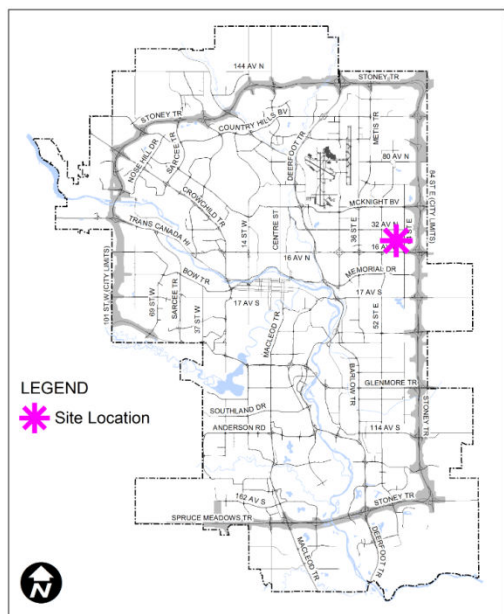 144 AV N
STONEY TR
STONEY TR
COUNTRY HILLS BV
METIS TR
SARCEE TR
NOSE HILL DR
DEERFOOT TR
80 AV N
84 ST E (CITY LIMITS)
CROWCHILD TR
MCKNIGHT BV
14 ST W
CENTRE ST
36 ST E
32 AV N
ST E
TRANS CANADA HI
16 AV N
16 AV
MEMORIAL DR
101 ST W (CITY LIMITS)
BOW TR
17 AV S
17 AV S
69 ST W
SARCEE TR
37 ST W
MACLEOD TR
52 ST E
BARLOW TR
GLENMORE TR
LEGEND
Site Location
SOUTHLAND DR
ANDERSON RD
114 AV S
STONEY TR
162 AV S
STONEY TR
SPRUCE MEADOWS TR
MACLEOD TR
DEERFOOT TR
N